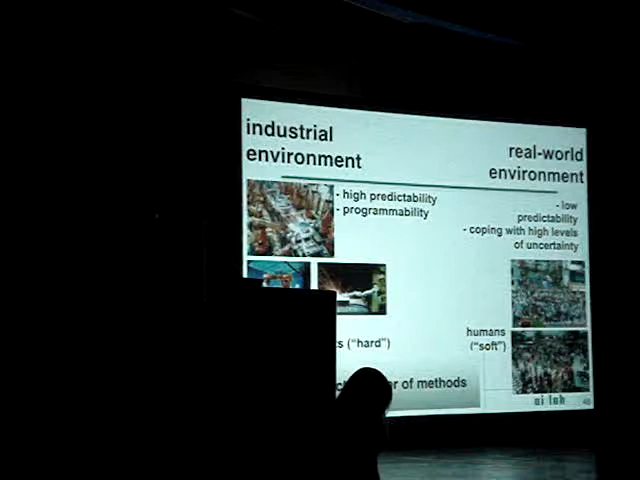 industrial
environment
real-world
environment
- high predictability
- programmability
- low
predictability
- coping with high levels
of uncertainty
("hard")
humans
("soft")
of methods
ai lab